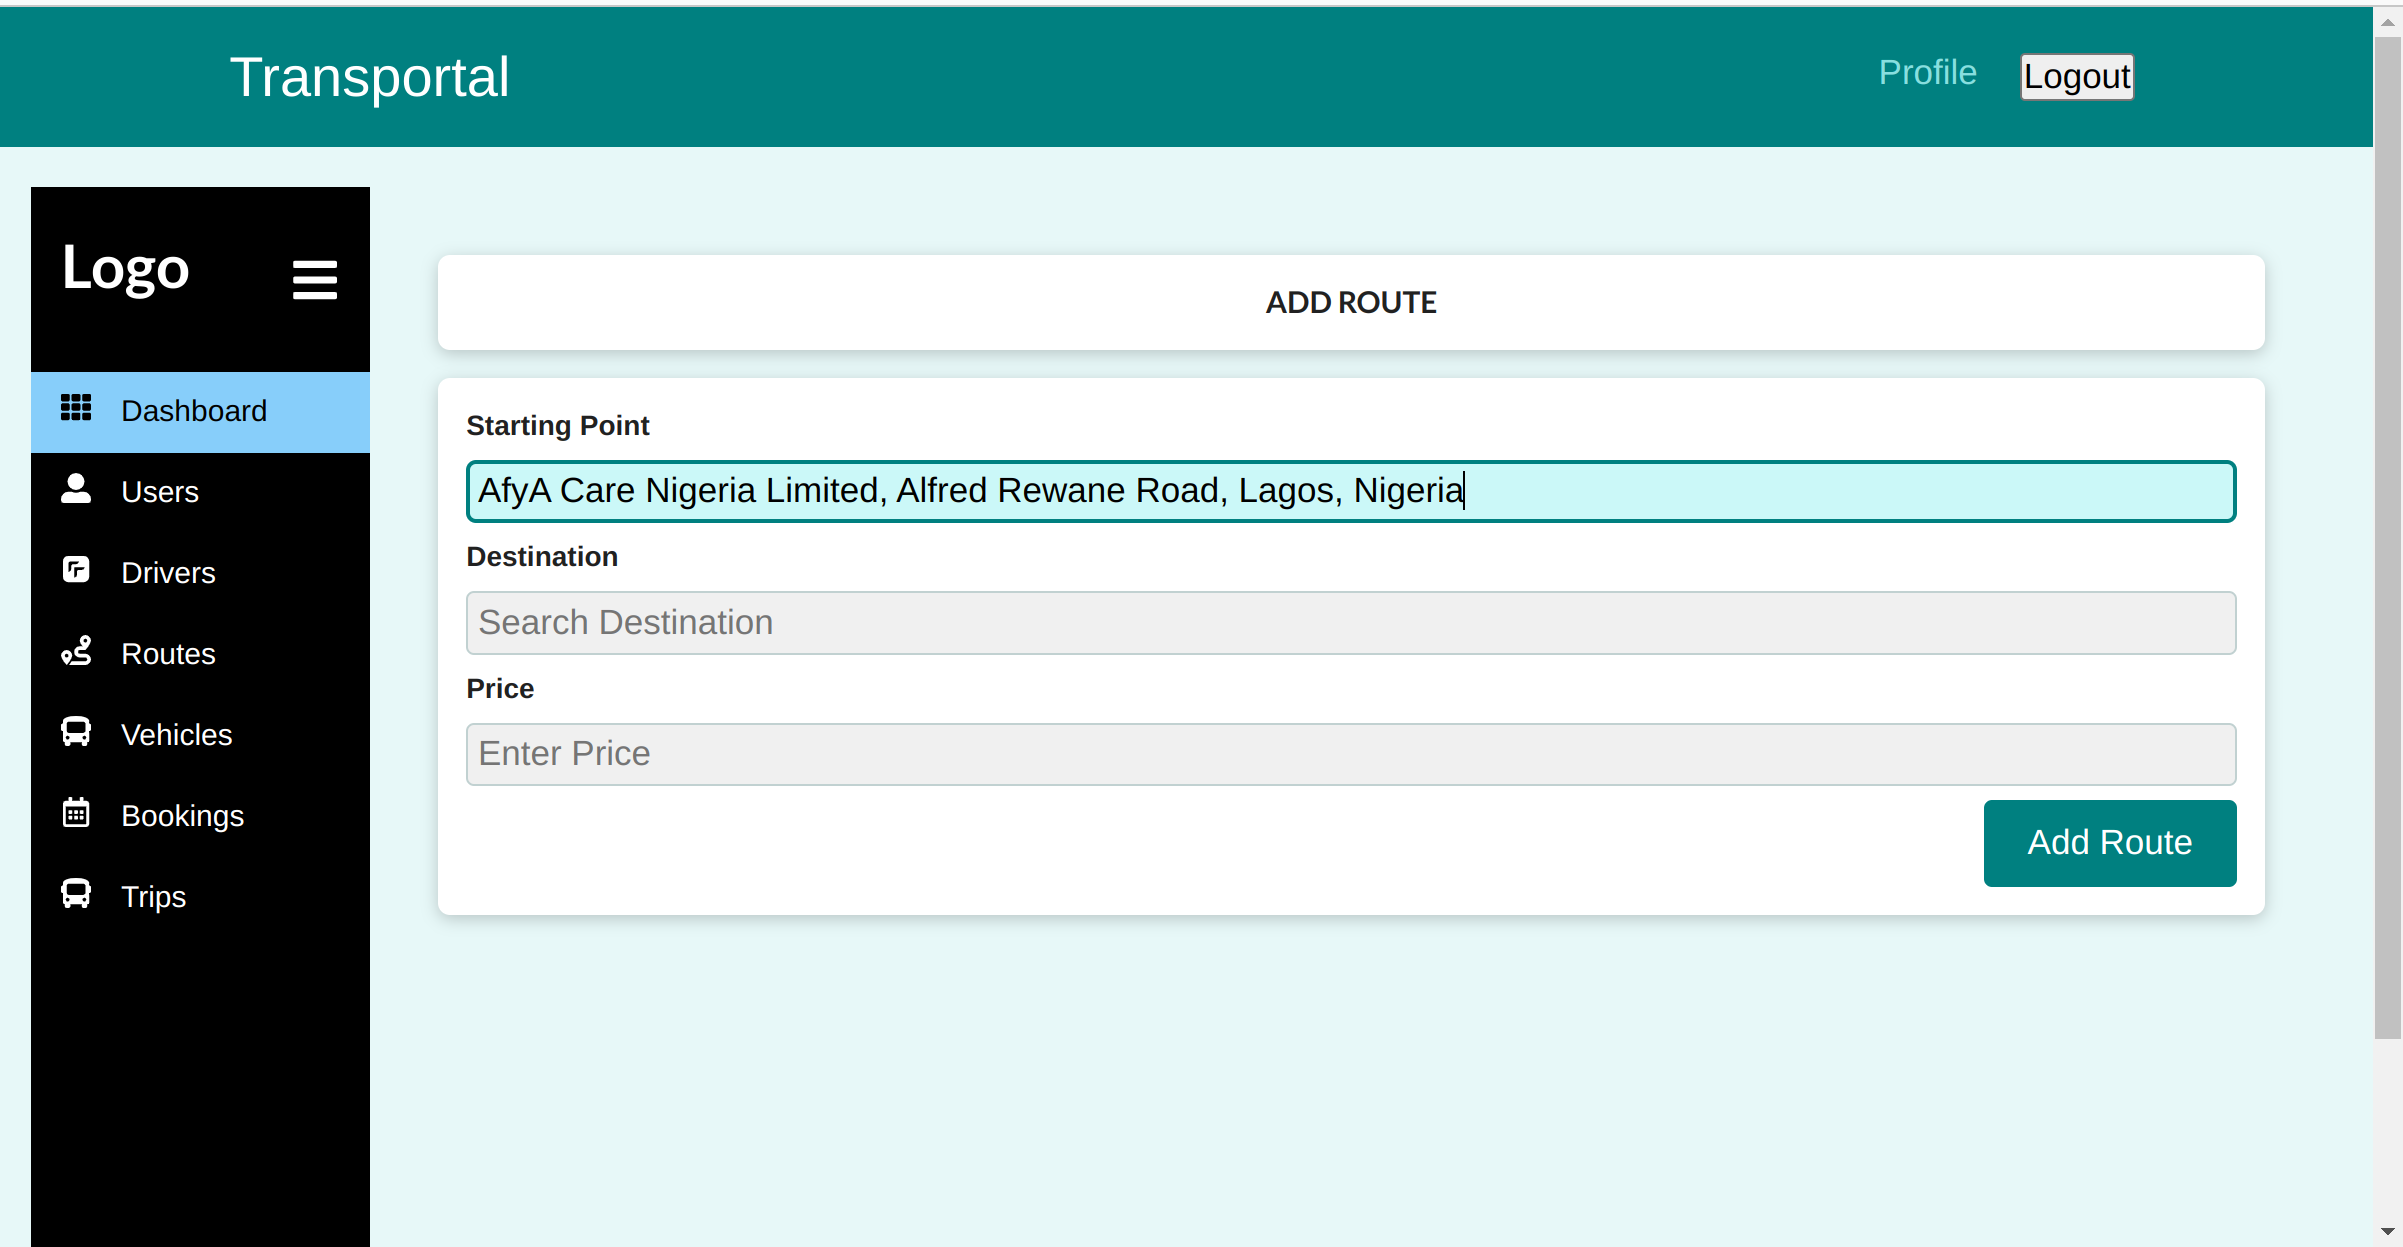 Transportal
Profile
Logout
Logo
Dashboard
Users
Drivers
Routes
Vehicles
Bookings
Trips
ADD ROUTE
Starting Point
AfyA Care Nigeria Limited, Alfred Rewane Road, Lagos, Nigeria
Destination
Search Destination
Price
Enter Price
Add Route